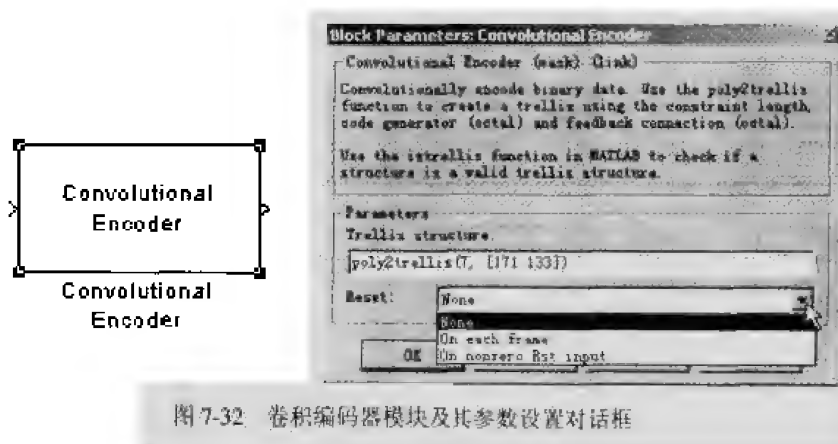 Convolutional
Encoder
Convolutional
Encoder
Block Parameters: Convolutional Encoder
Convolutional Encoder (mask) (link)
Convolutionally encode binary data. Use the poly2trellis
function to create a trellis using the constraint length,
code generator (octal) and feedback connection (octal).
Use the istrellis function in MATLAB to check if a
structure is a valid trellis structure.
Parameters
Trellis structure:
poly2trellis(7, [171 133])
Reset:
None
None
On each frame
On nonzero Rst input
OK
图 7-32 卷积编码器模块及其参数设置对话框